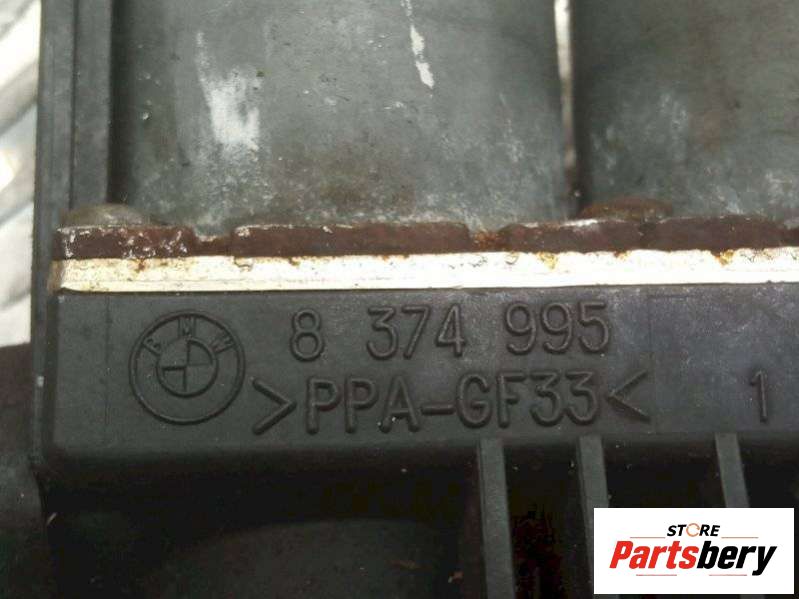 BMW
8 374 995
>PPA-GF33<
1
STORE
Partsbery